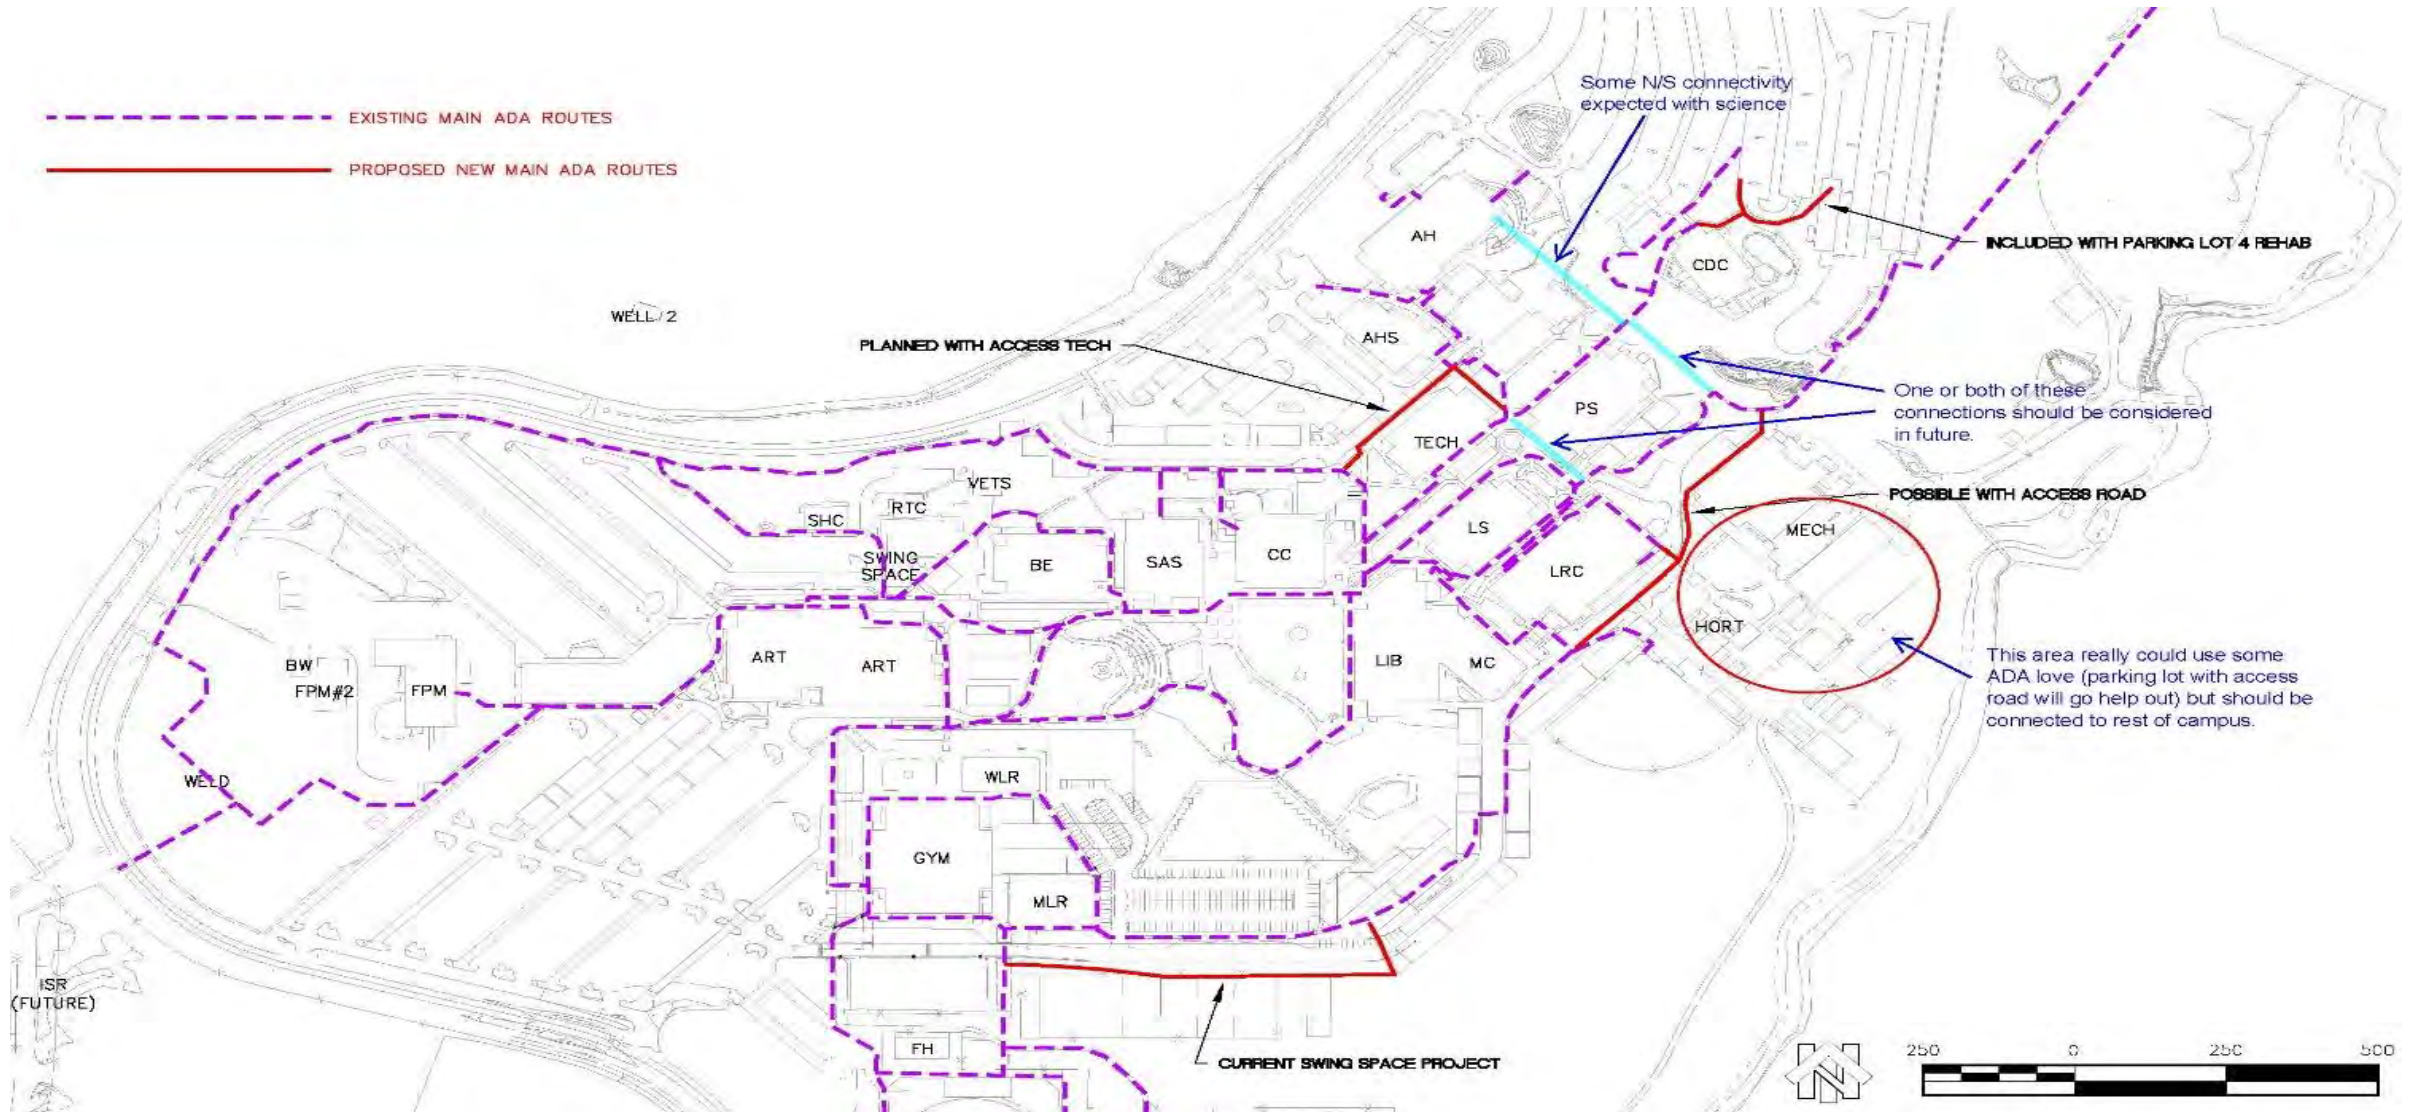 EXISTING MAIN ADA ROUTES
PROPOSED NEW MAIN ADA ROUTES
Some N/S connectivity
expected with science
INCLUDED WITH PARKING LOT 4 REHAB
AH
CDC
WELL 2
PLANNED WITH ACCESS TECH
AHS
One or both of these
connections should be considered
in future.
PS
TECH
VETS
RTC
SHC
POSSIBLE WITH ACCESS ROAD
MECH
LS
SWING
SPACE
BE
SAS
CC
LRC
HORT
This area really could use some
ADA love (parking lot with access
road will go help out) but should be
connected to rest of campus.
ART
ART
LIB
MC
BW
FPM#2
FPM
WELD
WLR
GYM
MLR
ISR
(FUTURE)
FH
CURRENT SWING SPACE PROJECT
N
250 0 250 500